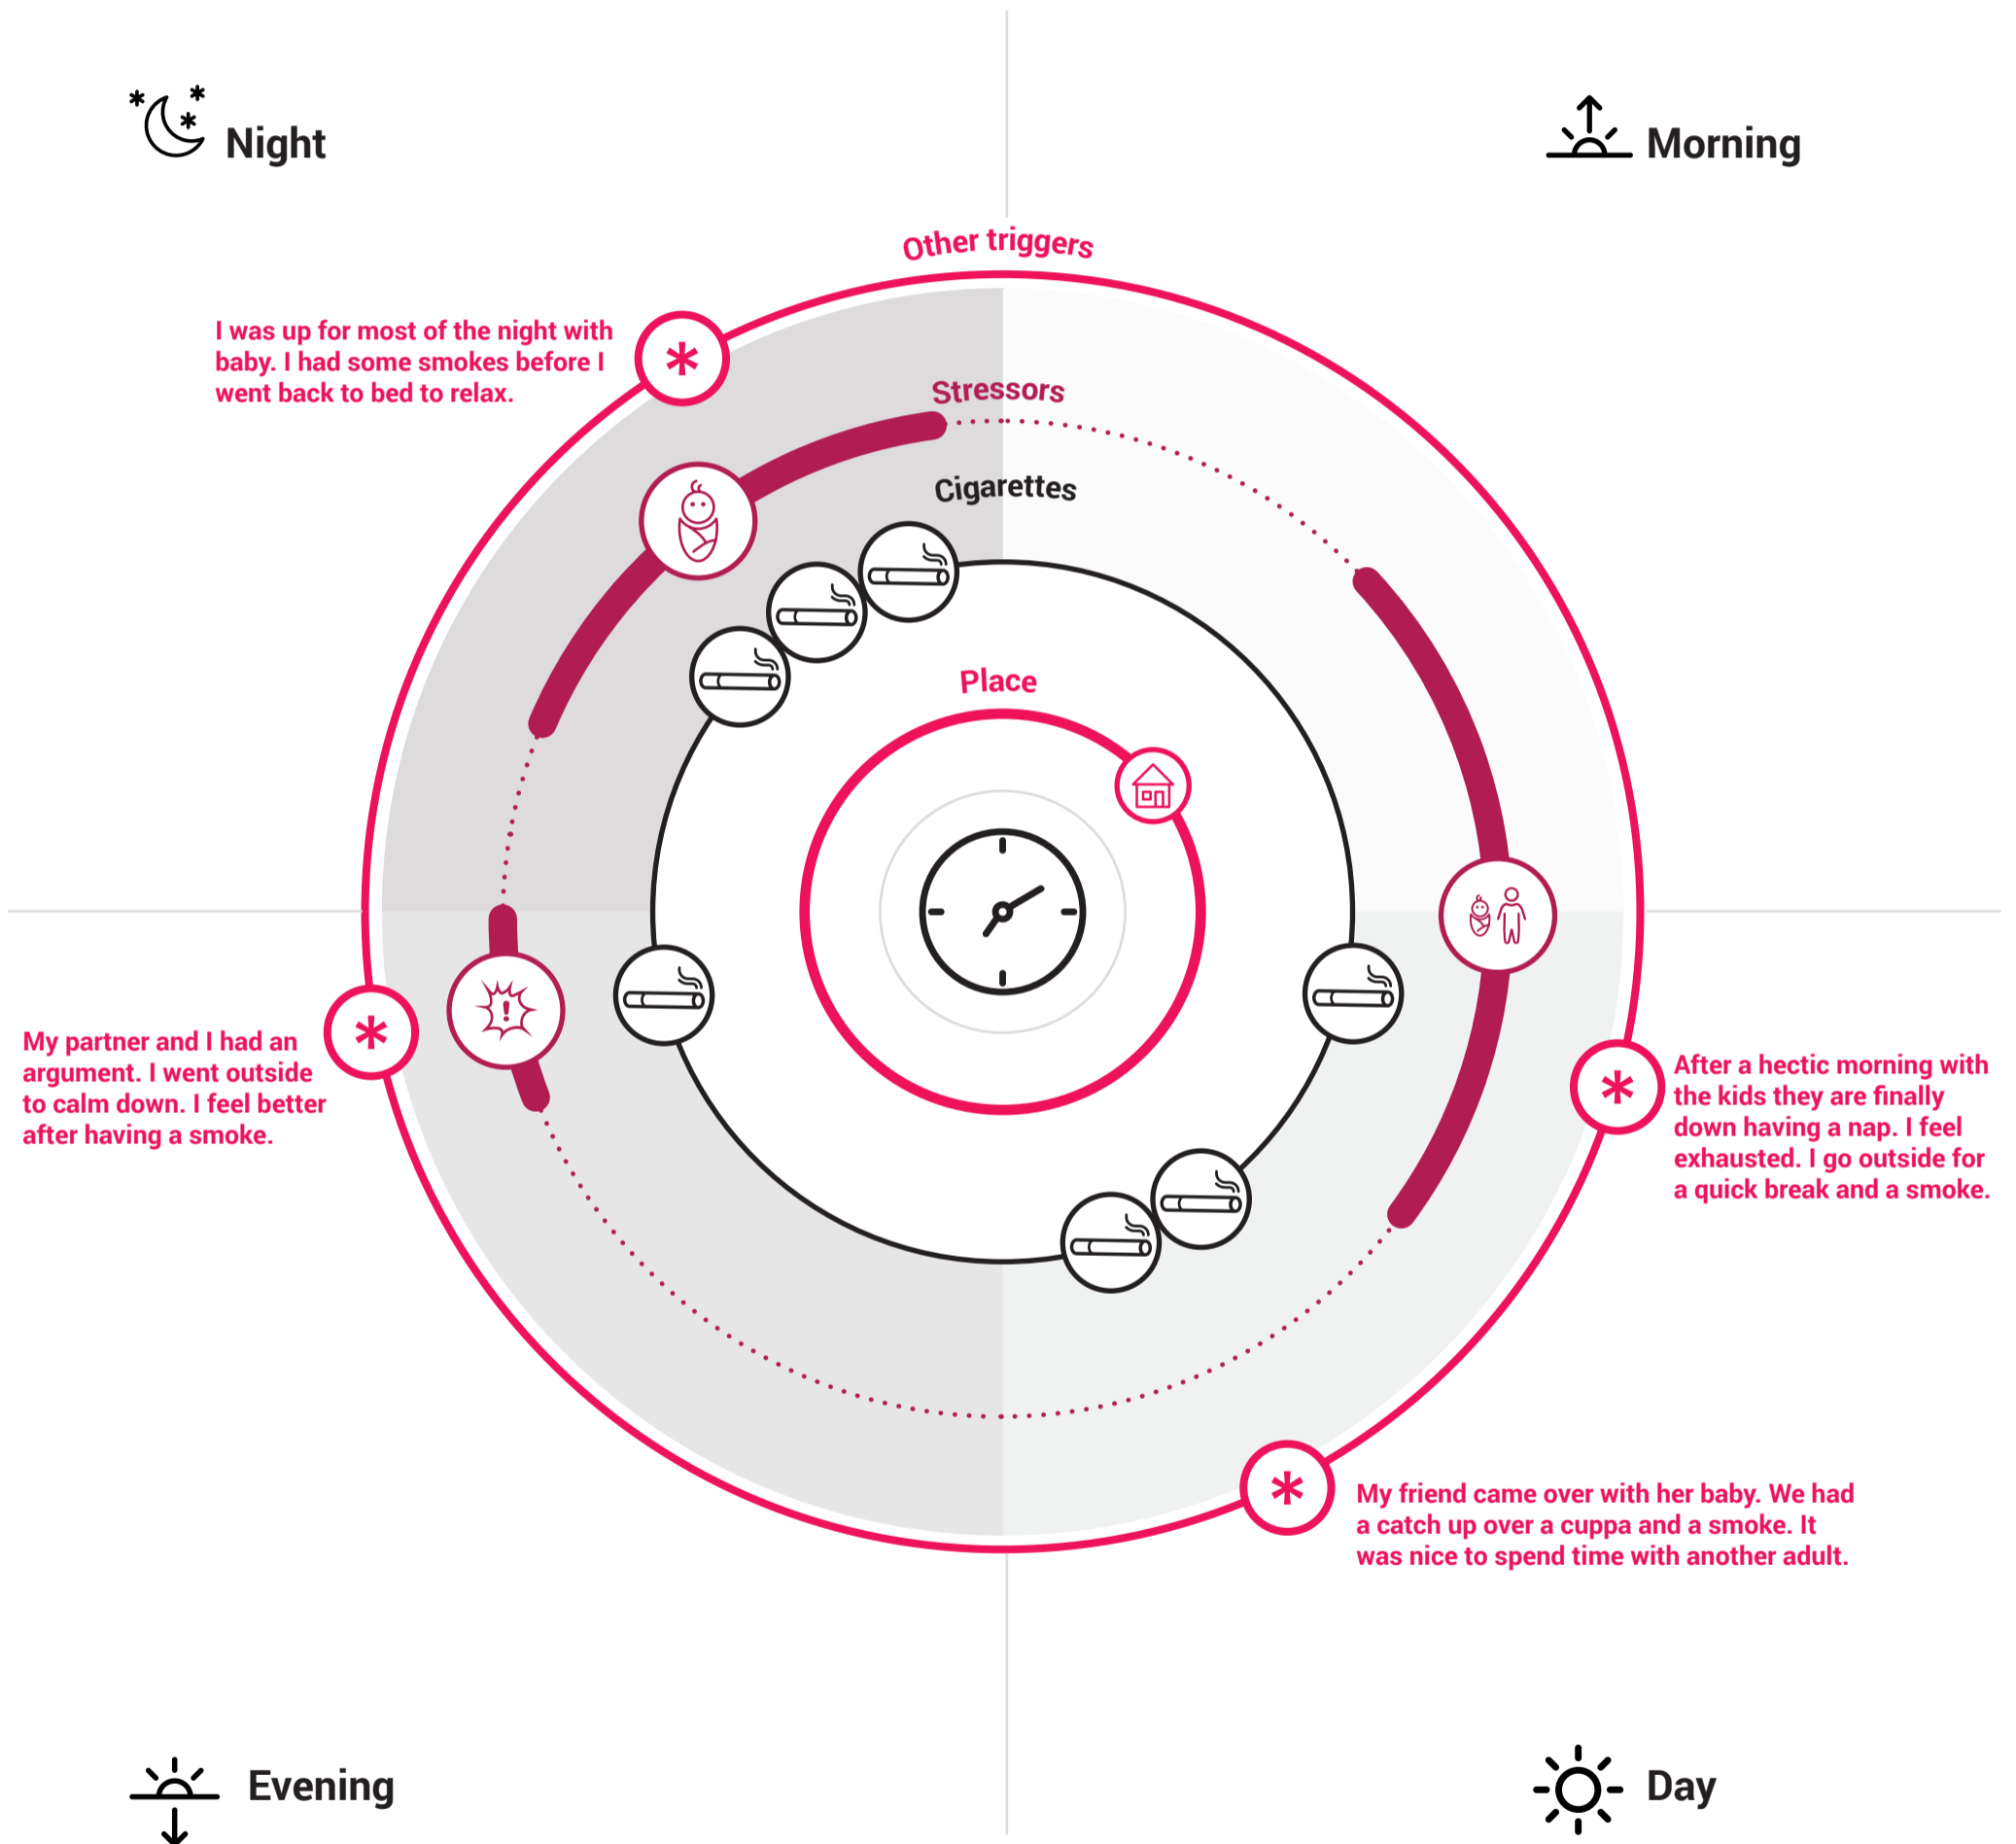 Night
Morning
Other triggers
I was up for most of the night with
baby. I had some smokes before I
went back to bed to relax.
Stressors
Cigarettes
Place
My partner and I had an
argument. I went outside
to calm down. I feel better
after having a smoke.
After a hectic morning with
the kids they are finally
down having a nap. I feel
exhausted. I go outside for
a quick break and a smoke.
My friend came over with her baby. We had
a catch up over a cuppa and a smoke. It
was nice to spend time with another adult.
Evening
Day